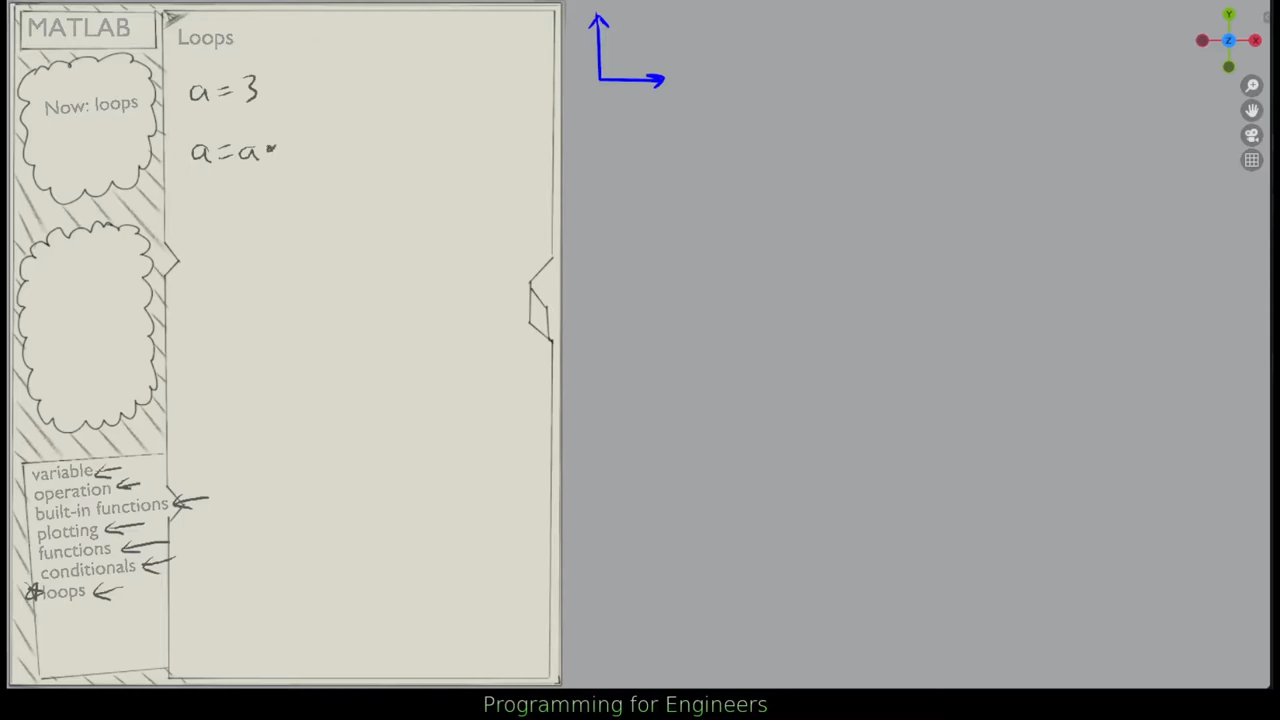 MATLAB
Now: loops
variable
operation
built-in functions
plotting
functions
conditionals
loops
Loops
a = 3
a = a
Y
Z
X
Programming for Engineers